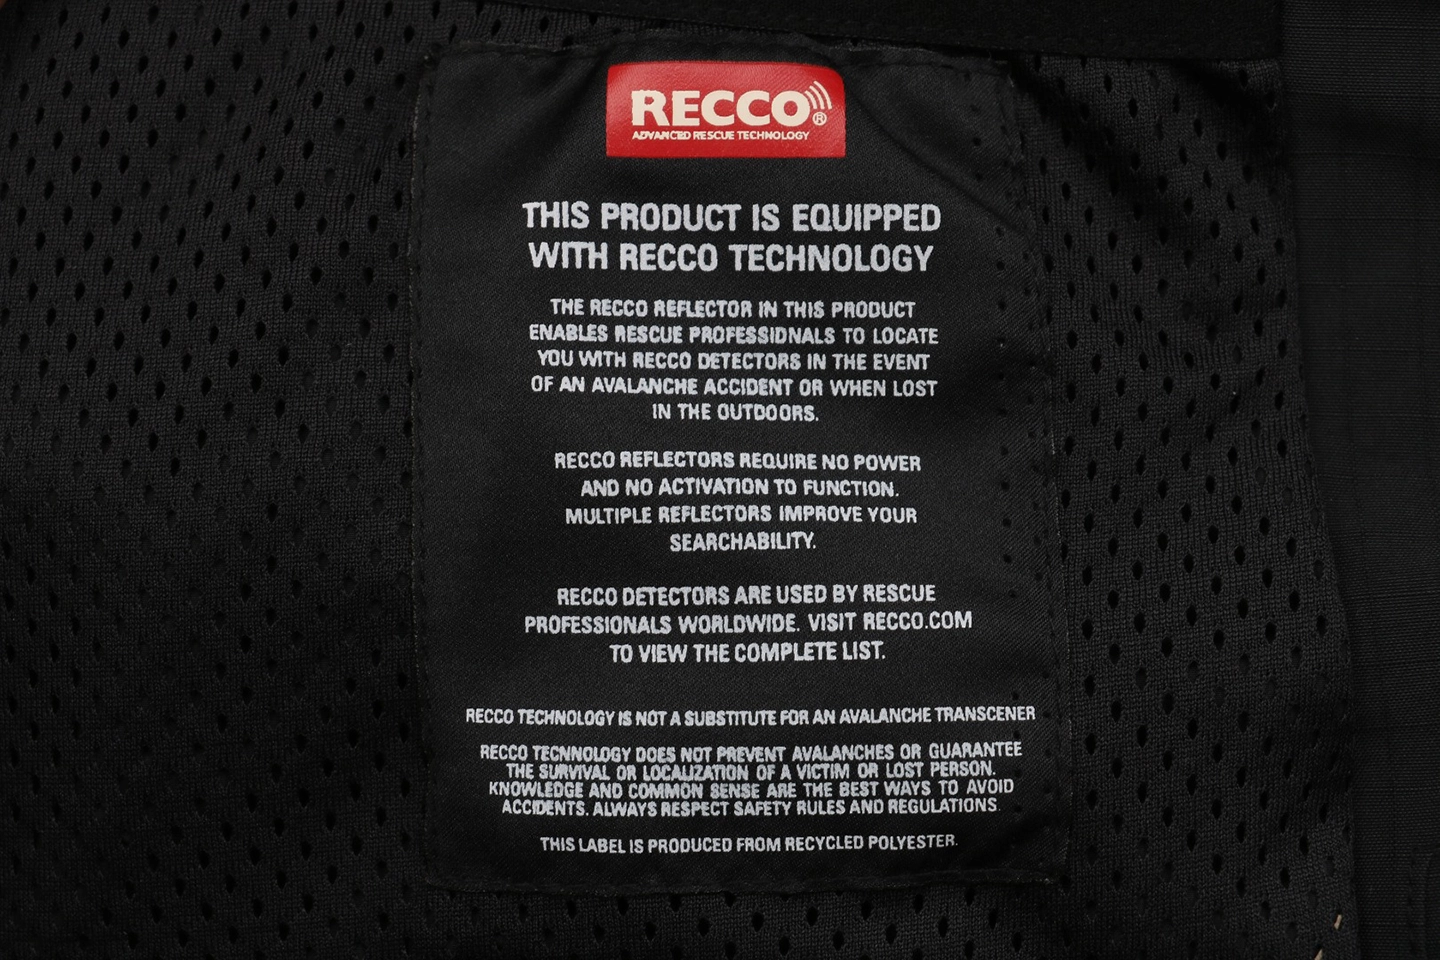 RECCO®
ADVANCED RESCUE TECHNOLOGY
THIS PRODUCT IS EQUIPPED
WITH RECCO TECHNOLOGY
THE RECCO REFLECTOR IN THIS PRODUCT
ENABLES RESCUE PROFESSIDNALS TO LOCATE
YOU WITH RECCO DETECTORS IN THE EVENT
OF AN AVALANCHE ACCIDENT OR WHEN LOST
IN THE OUTDOORS.
RECCO REFLECTORS REQUIRE NO POWER
AND NO ACTIVATION TO FUNCTION.
MULTIPLE REFLECTORS IMPROVE YOUR
SEARCHABILITY.
RECCO DETECTORS ARE USED BY RESCUE
PROFESSIONALS WORLDWIDE. VISIT RECCO.COM
TO VIEW THE COMPLETE LIST.
RECCO TECHNOLOGY IS NOT A SUBSTITUTE FOR AN AVALANCHE TRANSCENER
RECCO TECNNOLOGY DOES NOT PREVENT AVALANCHES OR GUARANTEE
THE SURVIVAL OR LOCALIZATION OF A VICTIM OR LOST PERSON.
KNOWLEDGE AND COMMON SENSE ARE THE BEST WAYS TO AVOID
ACCIDENTS. ALWAYS RESPECT SAFETY RULES AND REGULATIONS.
THIS LABEL IS PRODUCED FROM RECYCLED POLYESTER.